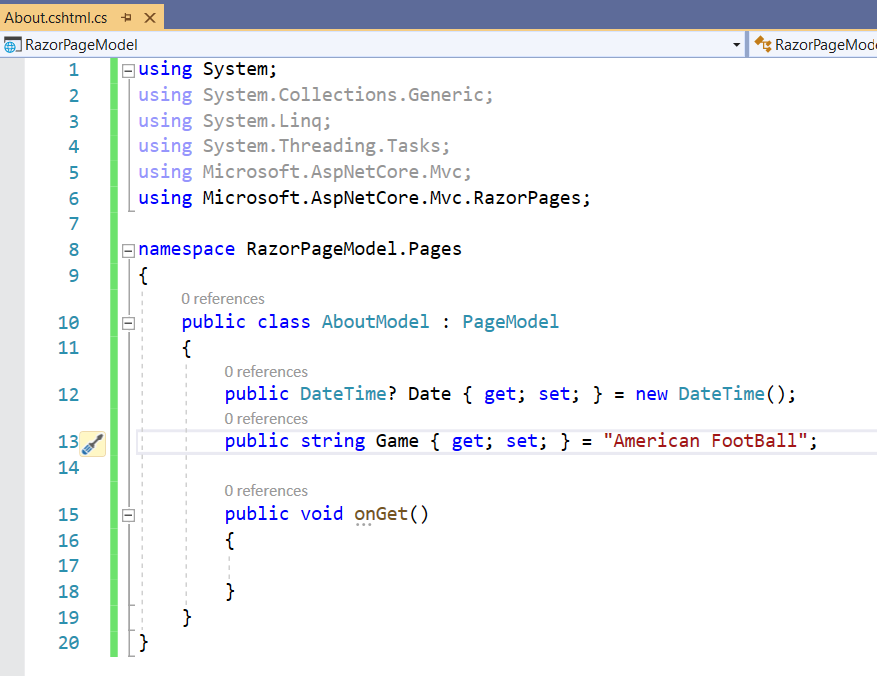 About.cshtml.cs
RazorPageModel RazorPageMode
1 using System;
2 using System.Collections.Generic;
3 using System.Linq;
4 using System.Threading.Tasks;
5 using Microsoft.AspNetCore.Mvc;
6 using Microsoft.AspNetCore.Mvc.RazorPages;
7
8 namespace RazorPageModel.Pages
9 {
0 references
10 public class AboutModel : PageModel
11 {
0 references
12 public DateTime? Date { get; set; } = new DateTime();
0 references
13 public string Game { get; set; } = "American FootBall";
14
0 references
15 public void onGet()
16 {
17
18 }
19 }
20 }